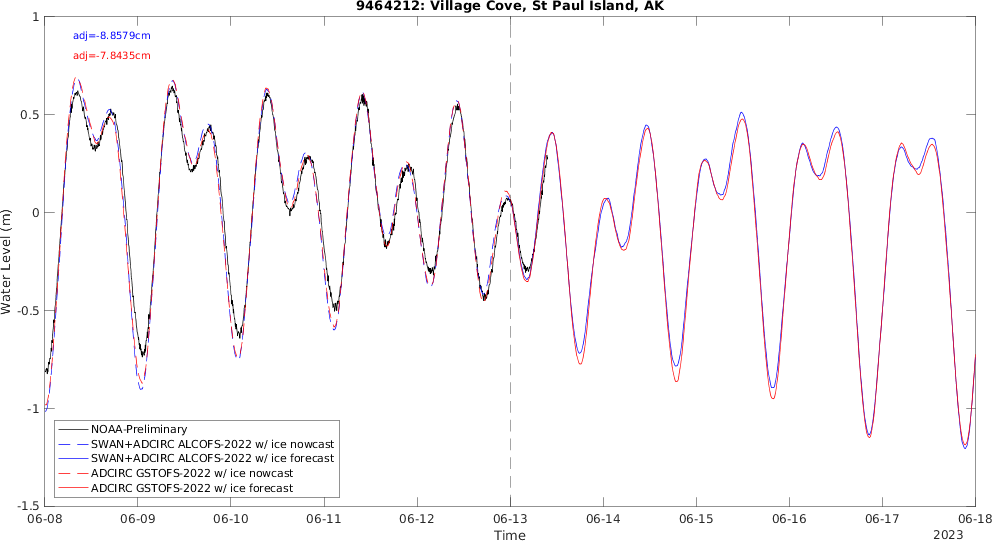 9464212: Village Cove, St Paul Island, AK
adj=-8.8579cm
adj=-7.8435cm
1
0.5
0
-0.5
-1
-1.5
Water Level (m)
NOAA-Preliminary
SWAN+ADCIRC ALCOFS-2022 w/ ice nowcast
SWAN+ADCIRC ALCOFS-2022 w/ ice forecast
ADCIRC GSTOFS-2022 w/ ice nowcast
ADCIRC GSTOFS-2022 w/ ice forecast
06-08 06-09 06-10 06-11 06-12 06-13 06-14 06-15 06-16 06-17 06-18
Time
2023